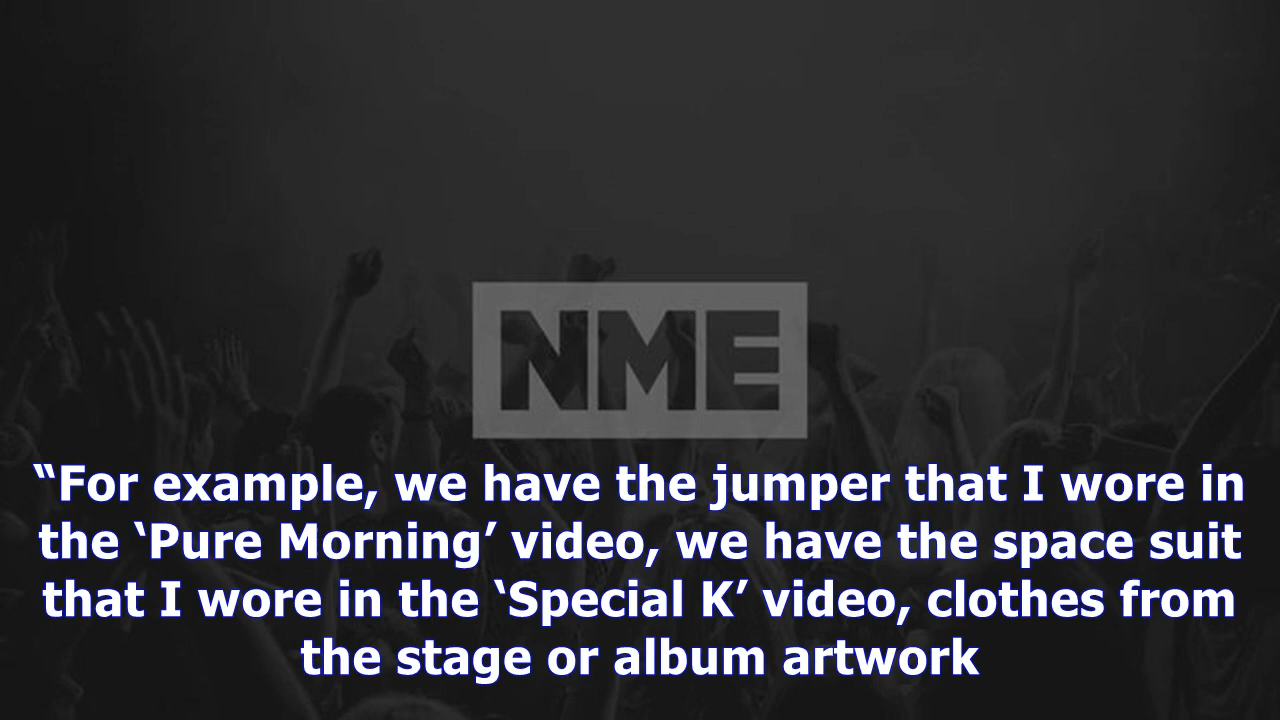 NME
“For example, we have the jumper that I wore in
the ‘Pure Morning’ video, we have the space suit
that I wore in the ‘Special K’ video, clothes from
the stage or album artwork